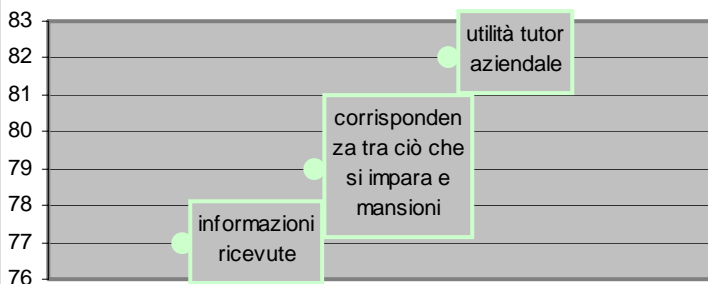 83
82
81
80
79
78
77
76
utilità tutor
aziendale
corrisponden
za tra ciò che
si impara e
mansioni
informazioni
ricevute